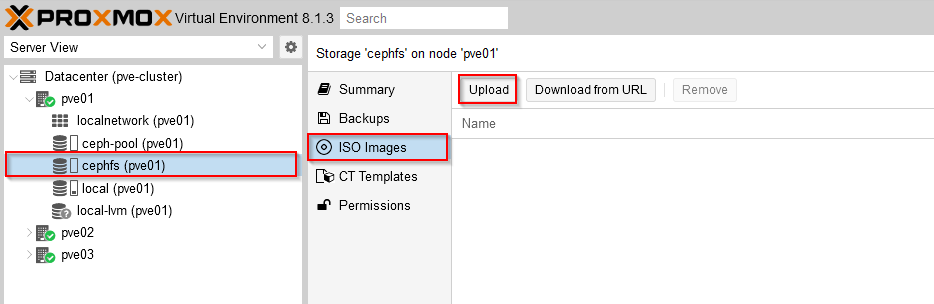 PROXMOX Virtual Environment 8.1.3 Search
Server View
Storage 'cephfs' on node 'pve01'
Datacenter (pve-cluster)
pve01
localnetwork (pve01)
ceph-pool (pve01)
cephfs (pve01)
local (pve01)
local-lvm (pve01)
pve02
pve03
Summary
Backups
ISO Images
CT Templates
Permissions
Upload Download from URL Remove
Name